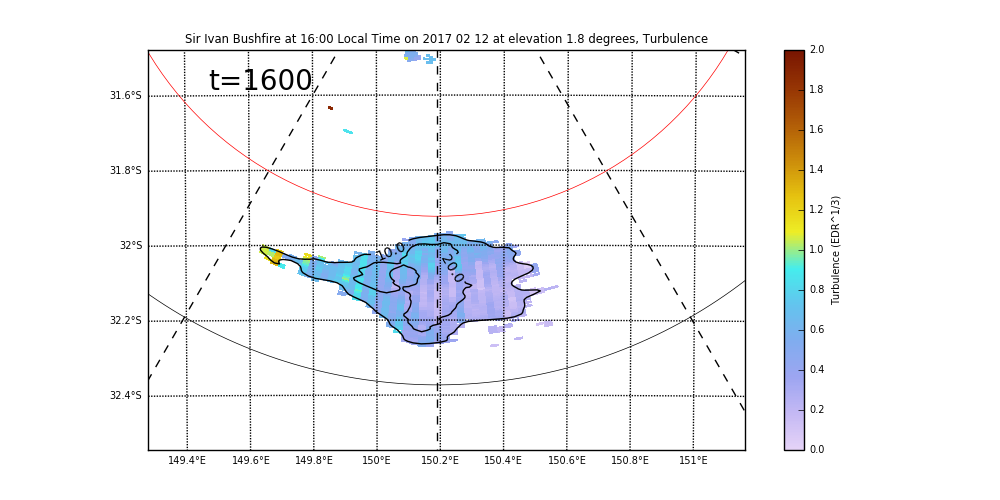 Sir Ivan Bushfire at 16:00 Local Time on 2017 02 12 at elevation 1.8 degrees, Turbulence
t=1600
31.6°S
31.8°S
32°S
32.2°S
32.4°S
10.0
20.0
149.4°E 149.6°E 149.8°E 150°E 150.2°E 150.4°E 150.6°E 150.8°E 151°E
2.0
1.8
1.6
1.4
1.2
1.0
0.8
0.6
0.4
0.2
0.0
Turbulence (EDR^1/3)